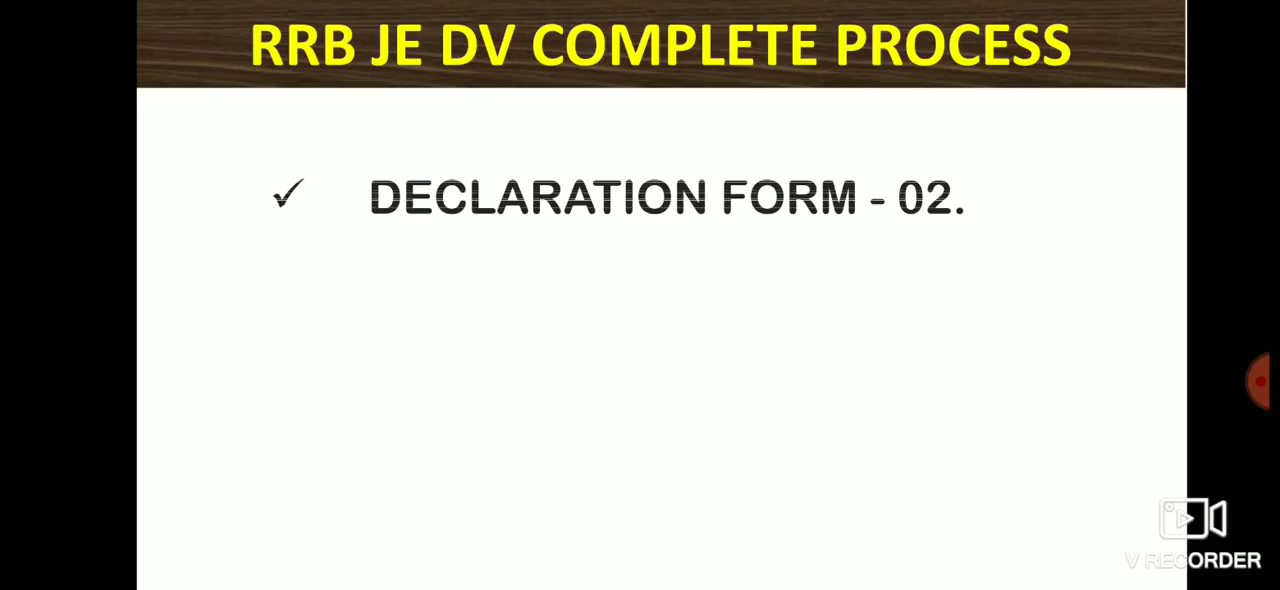 RRB JE DV COMPLETE PROCESS
✓ DECLARATION FORM - 02.
V RECORDER